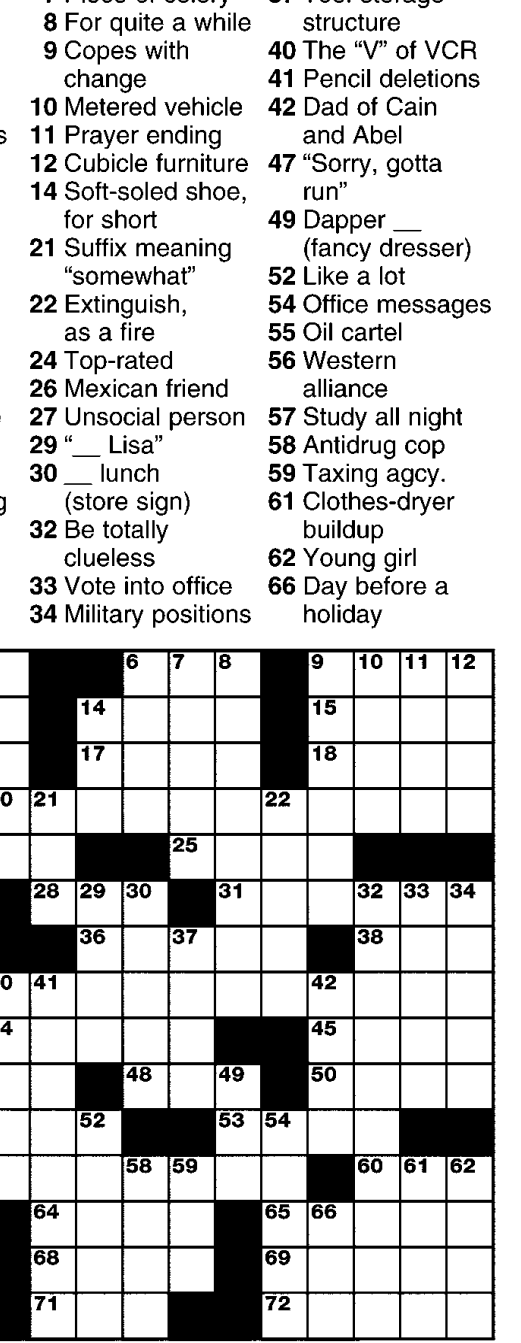 8 For quite a while
9 Copes with
change
10 Metered vehicle
11 Prayer ending
12 Cubicle furniture
14 Soft-soled shoe,
for short
21 Suffix meaning
"somewhat"
22 Extinguish,
as a fire
24 Top-rated
26 Mexican friend
27 Unsocial person
29 "__ Lisa"
30 __ lunch
(store sign)
32 Be totally
clueless
33 Vote into office
34 Military positions
structure
40 The "V" of VCR
41 Pencil deletions
42 Dad of Cain
and Abel
47 "Sorry, gotta
run"
49 Dapper __
(fancy dresser)
52 Like a lot
54 Office messages
55 Oil cartel
56 Western
alliance
57 Study all night
58 Antidrug cop
59 Taxing agcy.
61 Clothes-dryer
buildup
62 Young girl
66 Day before a
holiday
6 7 8 9 10 11 12
14 15
17 18
0 21 22
25
28 29 30 31 32 33 34
36 37 38
0 41 42
4 45
48 49 50
52 53 54
58 59 60 61 62
64 65 66
68 69
71 72